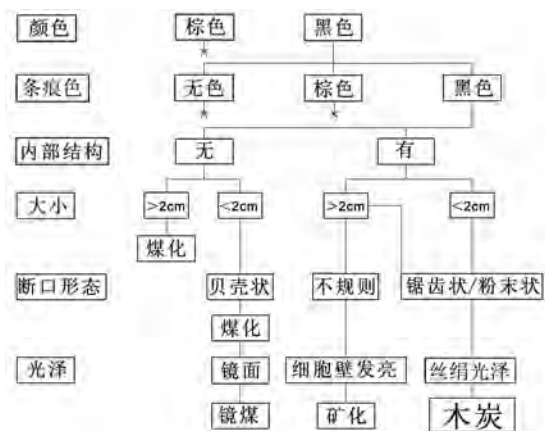 颜色 棕色 黑色
*
条痕色 无色 棕色 黑色
* *
内部结构 无 有
大小 >2cm <2cm >2cm <2cm
煤化
断口形态 贝壳状 不规则 锯齿状/粉末状
煤化
光泽 镜面 细胞壁发亮 丝绢光泽
镜煤 矿化 木炭